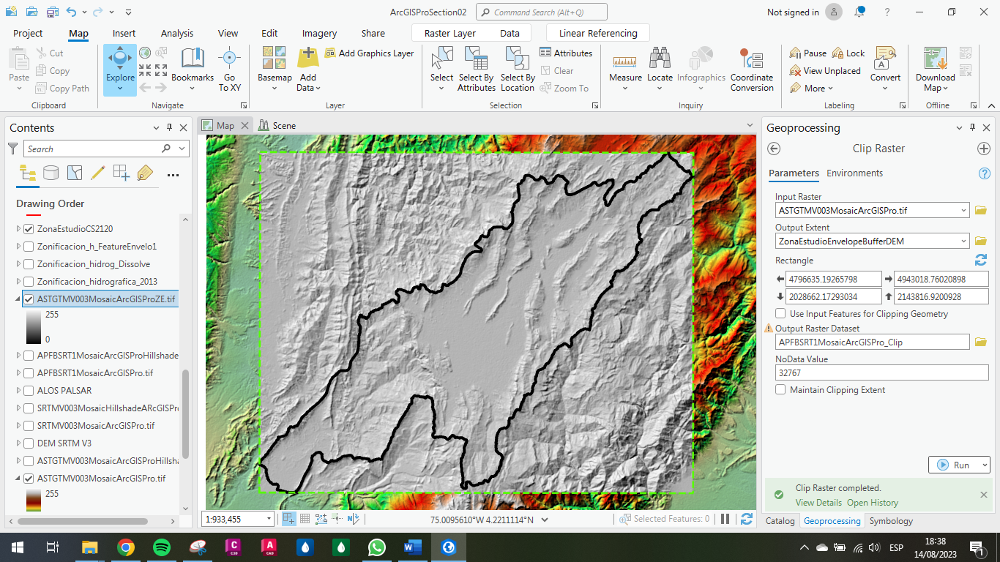 ArcGISProSection02
Command Search (Alt+Q)
Not signed in
?
Project Map Insert Analysis View Edit Imagery Share Raster Layer Data Linear Referencing
Paste
Cut
Copy
Copy Path
Clipboard
Explore
Bookmarks
Go
To XY
Navigate
Basemap
Add
Data
Add Graphics Layer
Layer
Select
Select By
Attributes
Select By
Location
Attributes
Clear
Zoom To
Selection
Measure
Locate
Infographics
Coordinate
Conversion
Inquiry
Pause
Lock
View Unplaced
More
Convert
Labeling
Download
Map
Offline
Contents
Search
Drawing Order
ZonaEstudioCS2120
Zonificacion_h_FeatureEnvelo1
Zonificacion_hidrog_Dissolve
Zonificacion_hidrografica_2013
ASTGTMV003MosaicArcGISProZE.tif
255
0
APFBSRT1MosaicArcGISProHillshade
APFBSRT1MosaicArcGISPro.tif
ALOS PALSAR
SRTMV003MosaicHillshadeARcGISPro
SRTMV003MosaicArcGISPro.tif
DEM SRTM V3
ASTGTMV003MosaicArcGISProHillsha
ASTGTMV003MosaicArcGISPro.tif
255
Map
Scene
1:933,455
75.0095610°W 4.2211114°N
Selected Features: 0
Geoprocessing
Clip Raster
Parameters Environments
?
Input Raster
ASTGTMV003MosaicArcGISPro.tif
Output Extent
ZonaEstudioEnvelopeBufferDEM
Rectangle
4796635.19265798 4943018.76020898
2028662.17293034 2143816.9200928
Use Input Features for Clipping Geometry
Output Raster Dataset
APFBSRT1MosaicArcGISPro_Clip
NoData Value
32767
Maintain Clipping Extent
Run
Clip Raster completed.
View Details Open History
Catalog Geoprocessing Symbology
C
C3D
A
CAD
W
ESP
18:38
14/08/2023
1